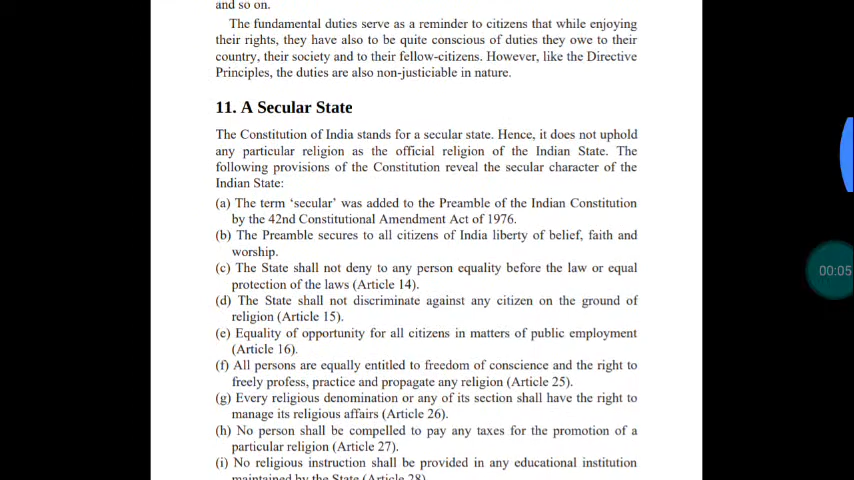 and so on.
The fundamental duties serve as a reminder to citizens that while enjoying
their rights, they have also to be quite conscious of duties they owe to their
country, their society and to their fellow-citizens. However, like the Directive
Principles, the duties are also non-justiciable in nature.
11. A Secular State
The Constitution of India stands for a secular state. Hence, it does not uphold
any particular religion as the official religion of the Indian State. The
following provisions of the Constitution reveal the secular character of the
Indian State:
(a) The term ‘secular’ was added to the Preamble of the Indian Constitution
by the 42nd Constitutional Amendment Act of 1976.
(b) The Preamble secures to all citizens of India liberty of belief, faith and
worship.
(c) The State shall not deny to any person equality before the law or equal
protection of the laws (Article 14).
(d) The State shall not discriminate against any citizen on the ground of
religion (Article 15).
(e) Equality of opportunity for all citizens in matters of public employment
(Article 16).
(f) All persons are equally entitled to freedom of conscience and the right to
freely profess, practice and propagate any religion (Article 25).
(g) Every religious denomination or any of its section shall have the right to
manage its religious affairs (Article 26).
(h) No person shall be compelled to pay any taxes for the promotion of a
particular religion (Article 27).
(i) No religious instruction shall be provided in any educational institution
maintained by the State (Article 28).
00:05